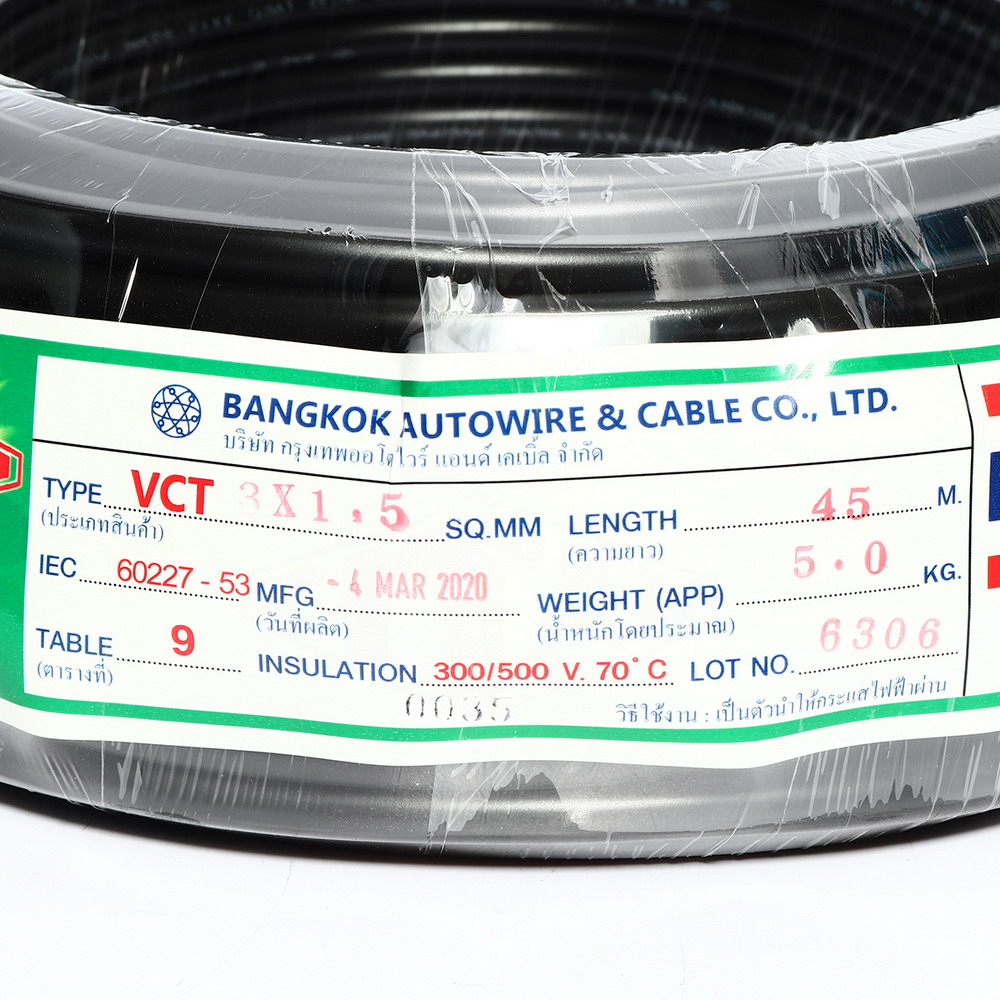 BANGKOK AUTOWIRE & CABLE CO., LTD.
บริษัท กรุงเทพออโตไวร์ แอนด์ เคเบิ้ล จำกัด
TYPE VCT 3X1.5 SQ.MM LENGTH 45 M.
(ประเภทสินค้า) (ความยาว)
IEC 60227-53 MFG -4 MAR 2020 WEIGHT (APP) 5.0 KG.
(วันที่ผลิต) (น้ำหนักโดยประมาณ)
TABLE 9 INSULATION 300/500 V. 70°C LOT NO. 6306
(ตารางที่) 0035 วิธีใช้งาน : เป็นตัวนำให้กระแสไฟฟ้าผ่าน